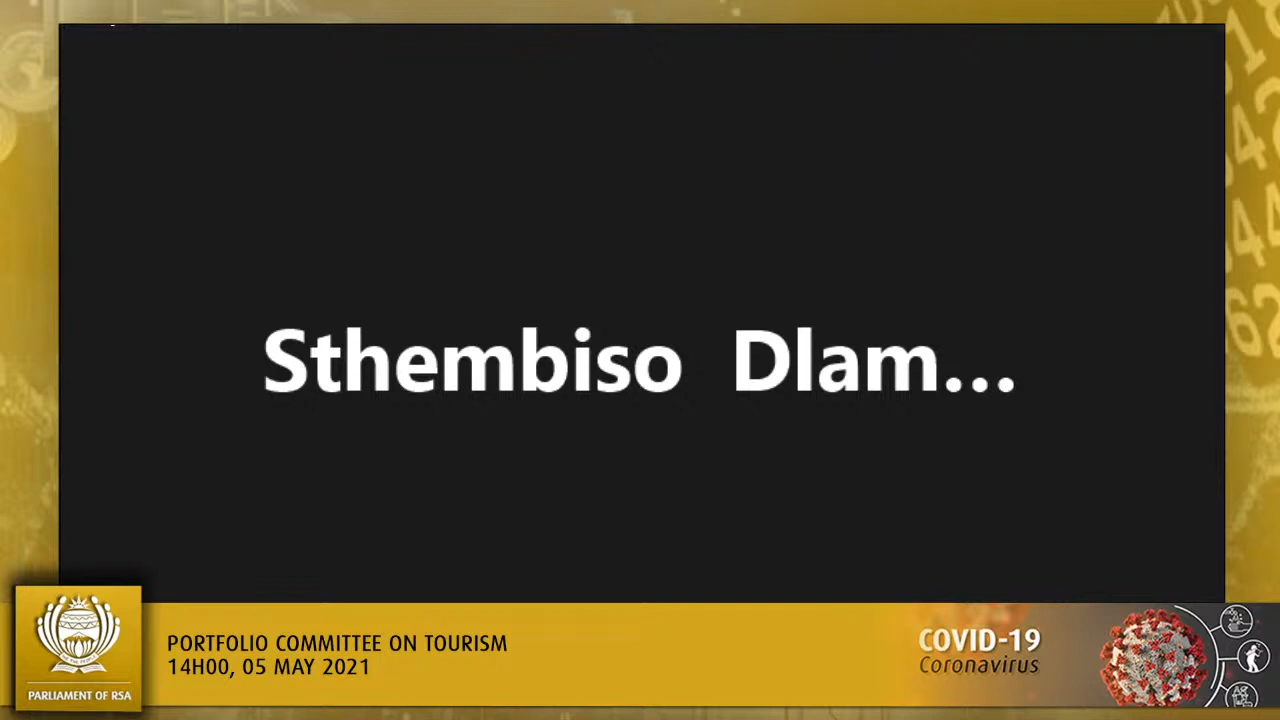 Sthembiso Dlam...
PORTFOLIO COMMITTEE ON TOURISM
14H00, 05 MAY 2021
PARLIAMENT OF RSA
COVID-19
Coronavirus